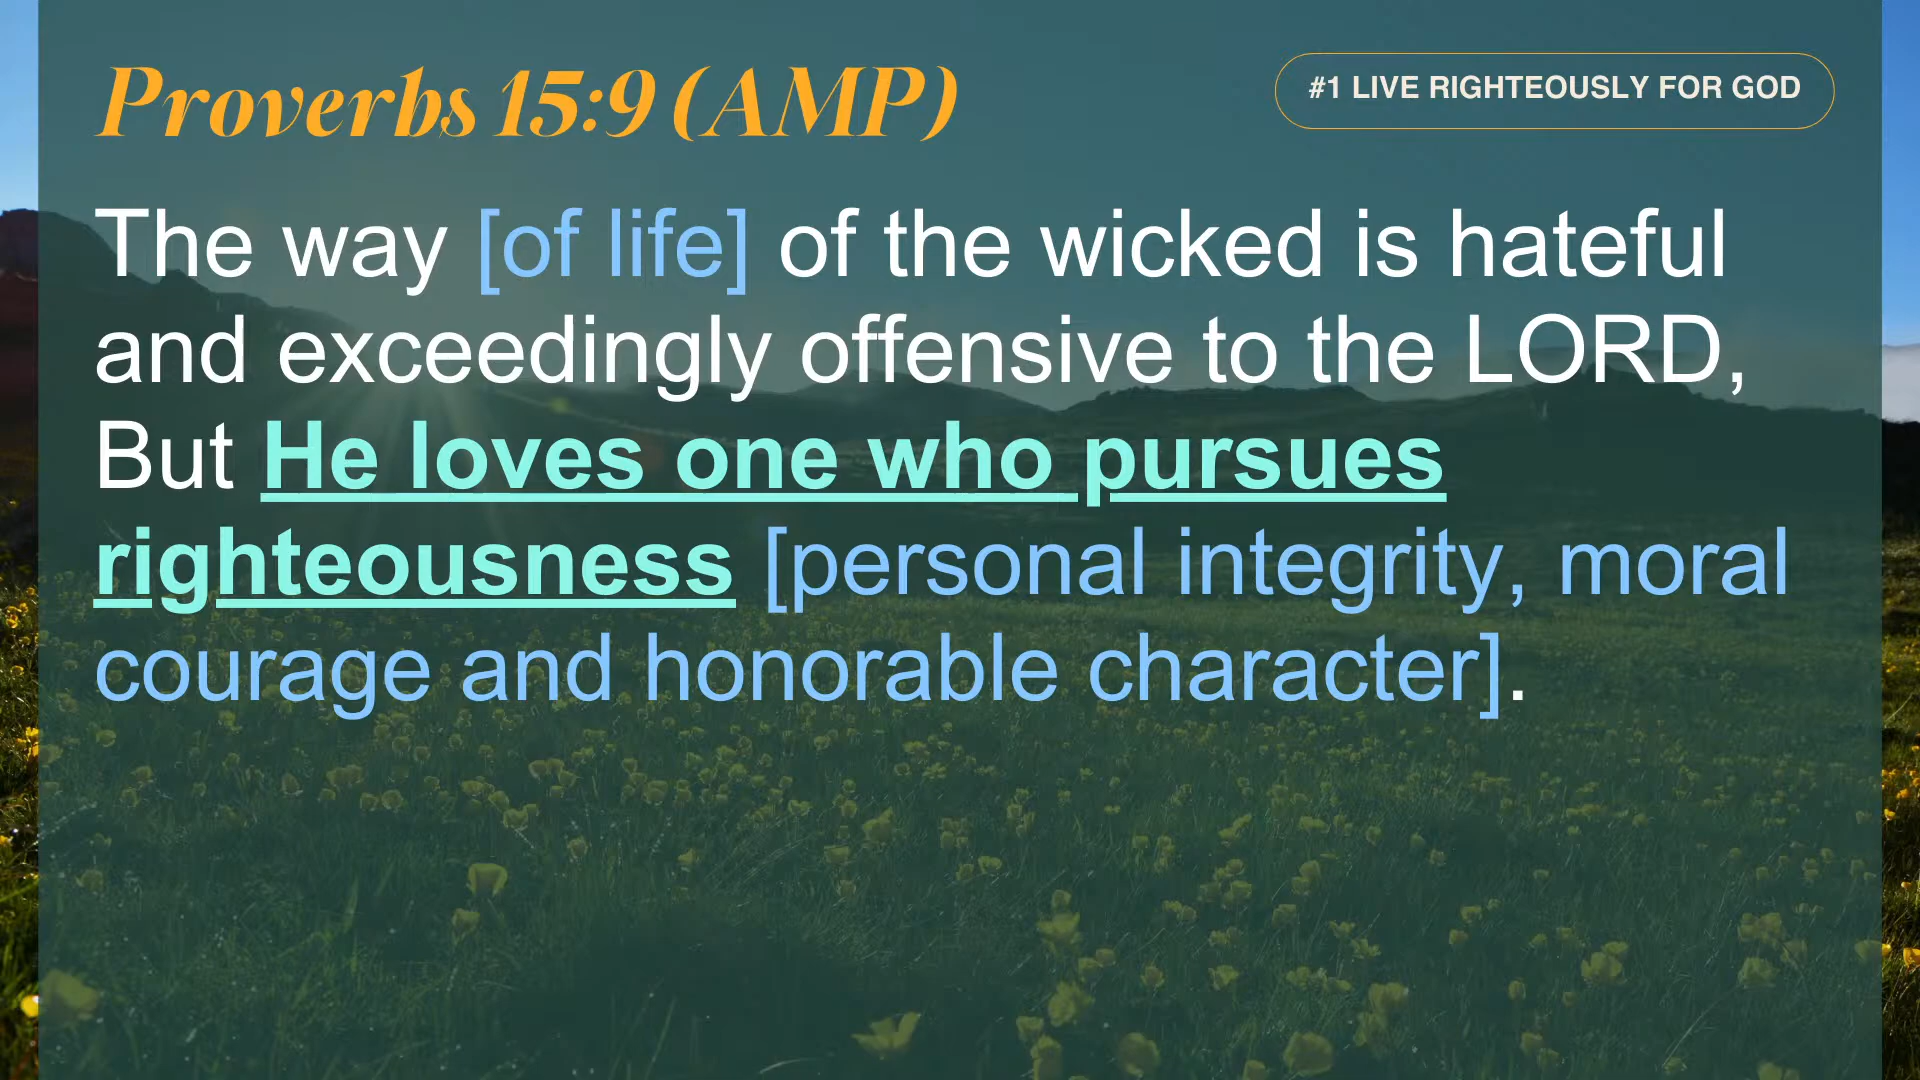 Proverbs 15:9 (AMP)
#1 LIVE RIGHTEOUSLY FOR GOD
The way [of life] of the wicked is hateful
and exceedingly offensive to the LORD,
But He loves one who pursues
righteousness [personal integrity, moral
courage and honorable character].